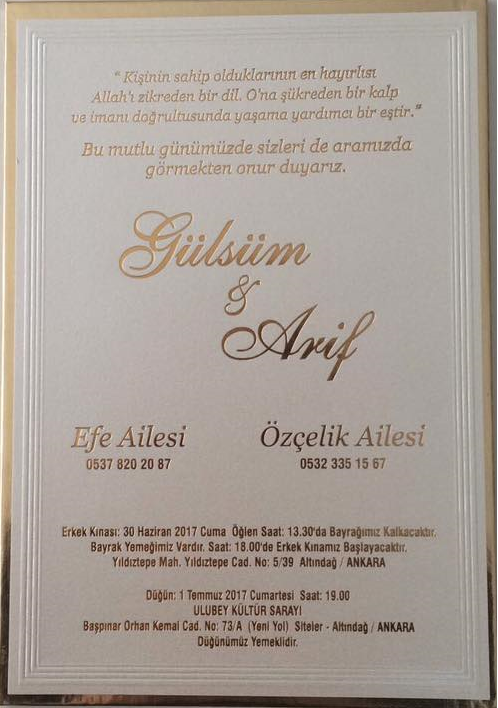 “Kişinin sahip olduklarının en hayırlısı
Allah'ı zikreden bir dil. O'na şükreden bir kalp
ve imanı doğrultusunda yaşama yardımcı bir eştir.”
Bu mutlu günümüzde sizleri de aramızda
görmekten onur duyarız.
Gülsüm
&
Arif
Efe Ailesi
0537 820 20 87
Özçelik Ailesi
0532 335 15 67
Erkek Kınası: 30 Haziran 2017 Cuma Öğlen Saat: 13.30'da Bayrağımız Kalkacaktır.
Bayrak Yemeğimiz Vardır. Saat: 18.00'de Erkek Kınamız Başlayacaktır.
Yıldıztepe Mah. Yıldıztepe Cad. No: 5/39 Altındağ / ANKARA
Düğün: 1 Temmuz 2017 Cumartesi Saat: 19.00
ULUBEY KÜLTÜR SARAYI
Başpınar Orhan Kemal Cad. No: 73/A (Yeni Yol) Siteler - Altındağ / ANKARA
Düğünümüz Yemeklidir.